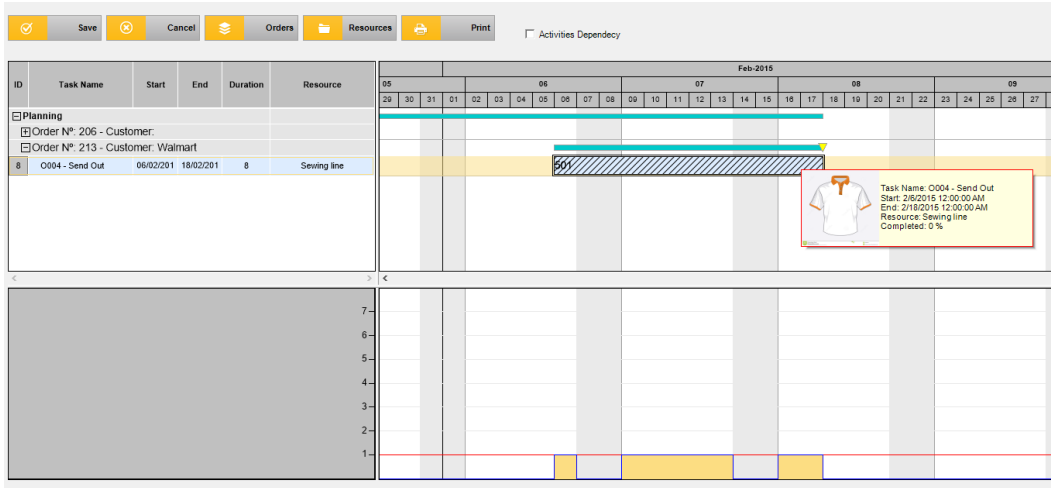 Save Cancel Orders Resources Print
Activities Dependecy
Feb-2015
ID Task Name Start End Duration Resource
05 06 07 08 09
29 30 31 01 02 03 04 05 06 07 08 09 10 11 12 13 14 15 16 17 18 19 20 21 22 23 24 25 26 27
Planning
Order Nº: 206 - Customer:
Order Nº: 213 - Customer: Walmart
8 O004 - Send Out 06/02/201 18/02/201 8 Sewing line
501
Task Name: O004 - Send Out
Start: 2/6/2015 12:00:00 AM
End: 2/18/2015 12:00:00 AM
Resource: Sewing line
Completed: 0 %
7
6
5
4
3
2
1